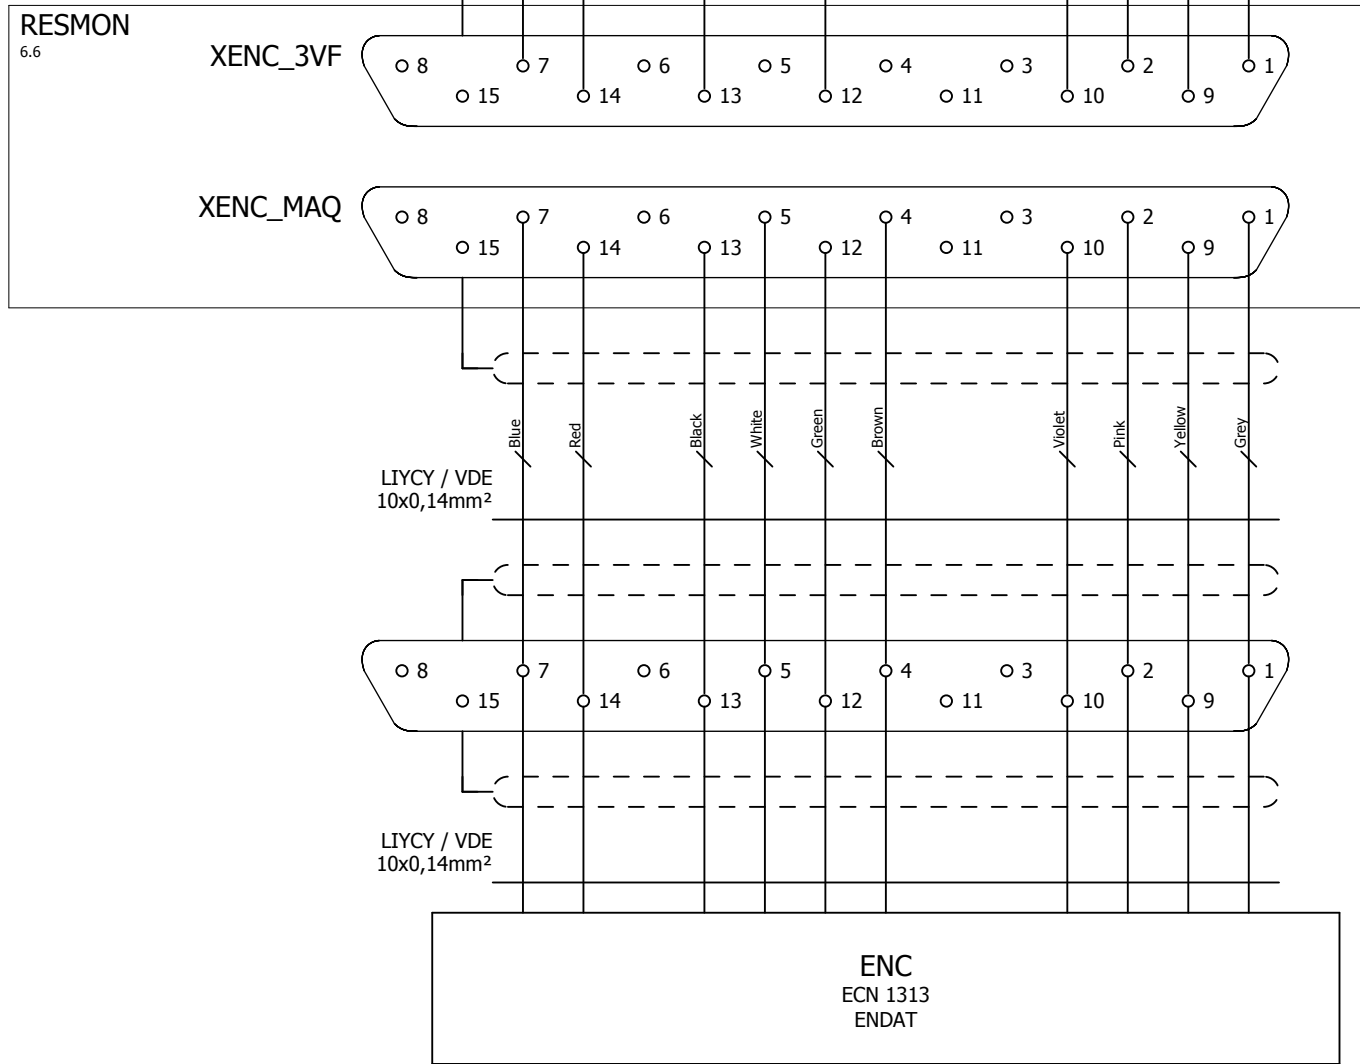 RESMON
6.6
XENC_3VF
8 7 6 5 4 3 2 1
15 14 13 12 11 10 9
XENC_MAQ
8 7 6 5 4 3 2 1
15 14 13 12 11 10 9
Blue Red Black White Green Brown Violet Pink Yellow Grey
LIYCY / VDE
10x0,14mm²
8 7 6 5 4 3 2 1
15 14 13 12 11 10 9
LIYCY / VDE
10x0,14mm²
ENC
ECN 1313
ENDAT